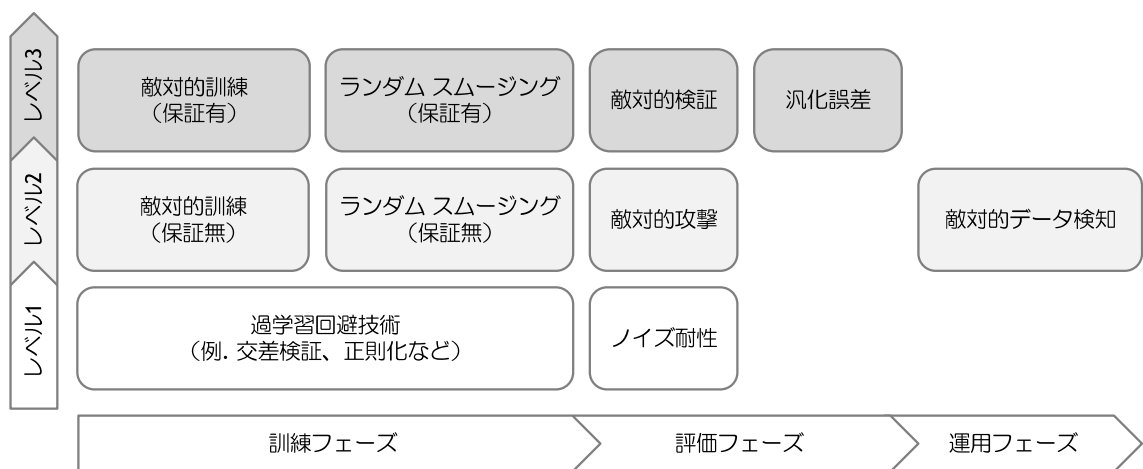 レベル3
敵対的訓練
（保証有）
ランダム スムージング
（保証有）
敵対的検証
汎化誤差
レベル2
敵対的訓練
（保証無）
ランダム スムージング
（保証無）
敵対的攻撃
敵対的データ検知
レベル1
過学習回避技術
（例. 交差検証、正則化など）
ノイズ耐性
訓練フェーズ
評価フェーズ
運用フェーズ